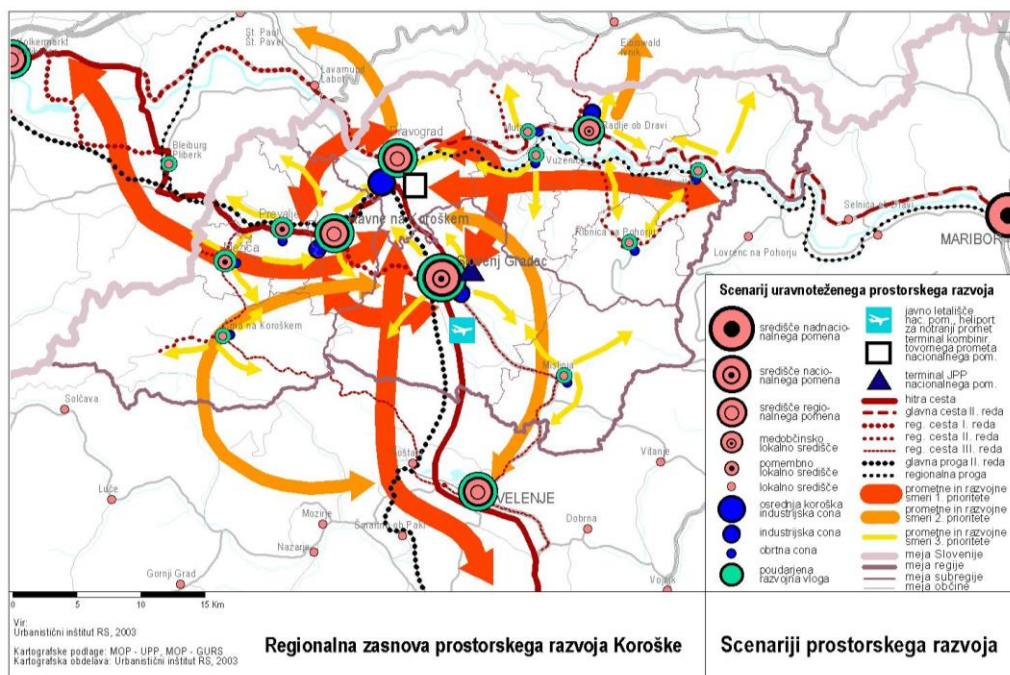 St. Paul
St. Pavel
Eibiswald
Ivnik
Lavamünd
Labot
Bleiburg
Pliberk
Dravograd
Muta
Radlje ob Dravi
Vuzenica
Prevalje
Ravne na Koroškem
Mežica
Ribnica na Pohorju
Selnica ob Dravi
MARIBOR
Lovrenc na Pohorju
Slovenj Gradec
Črna na Koroškem
Mislinja
Solčava
Šoštanj
VELENJE
Vitanje
Luče
Mozirje
Šmartno ob Paki
Dobrna
Nazarje
Gornji Grad
Vojnik
0 5 10 15 Km
Scenarij uravnoteženega prostorskega razvoja
središče nadnacio-
nalnega pomena
središče nacio-
nalnega pomena
središče regio-
nalnega pomena
medobčinsko
lokalno središče
pomembno
lokalno središče
lokalno središče
osrednja koroška
industrijska cona
industrijska cona
obrtna cona
poudarjena
razvojna vloga
javno letališče
nac. pom., heliport
za notranji promet
terminal kombinir.
tovornega prometa
nacionalnega pom.
terminal JPP
nacionalnega pom.
hitra cesta
glavna cesta II. reda
reg. cesta I. reda
reg. cesta II. reda
reg. cesta III. reda
glavna proga II. reda
regionalna proga
prometne in razvojne
smeri 1. prioritete
prometne in razvojne
smeri 2. prioritete
prometne in razvojne
smeri 3. prioritete
meja Slovenije
meja regije
meja subregije
meja občine
Vir:
Urbanistični inštitut RS, 2003
Kartografske podlage: MOP - UPP, MOP - GURS
Kartografska obdelava: Urbanistični inštitut RS, 2003
Regionalna zasnova prostorskega razvoja Koroške
Scenariji prostorskega razvoja